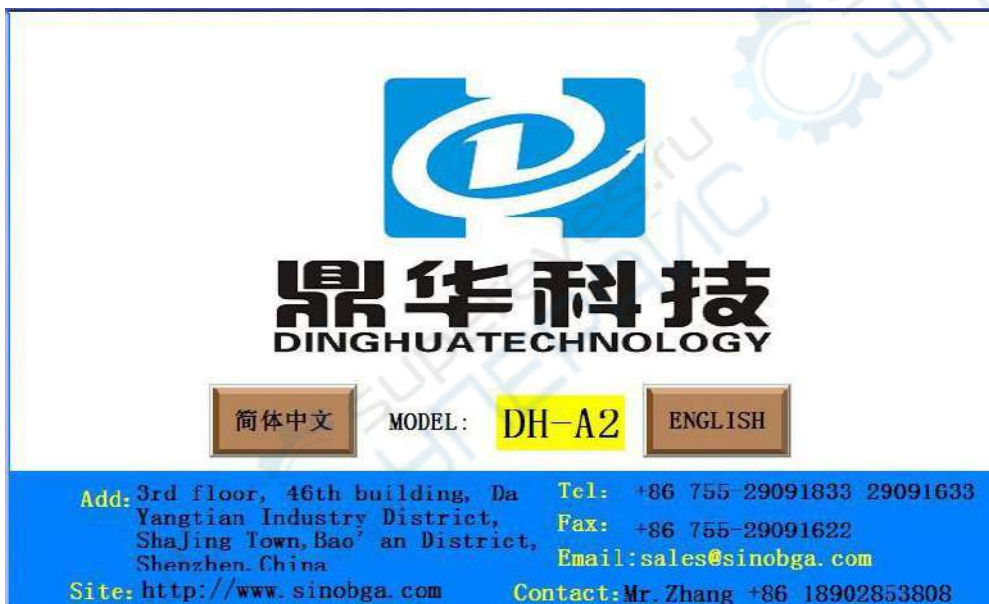 鼎华科技
DINGHUATECHNOLOGY
简体中文 MODEL: DH-A2 ENGLISH
Add: 3rd floor, 46th building, Da
Yangtian Industry District,
ShaJing Town,Bao' an District,
Shenzhen.China
Tel: +86 755-29091833 29091633
Fax: +86 755-29091622
Email:sales@sinobga.com
Site: http://www.sinobga.com
Contact:Mr.Zhang +86 18902853808
supereyes.ru